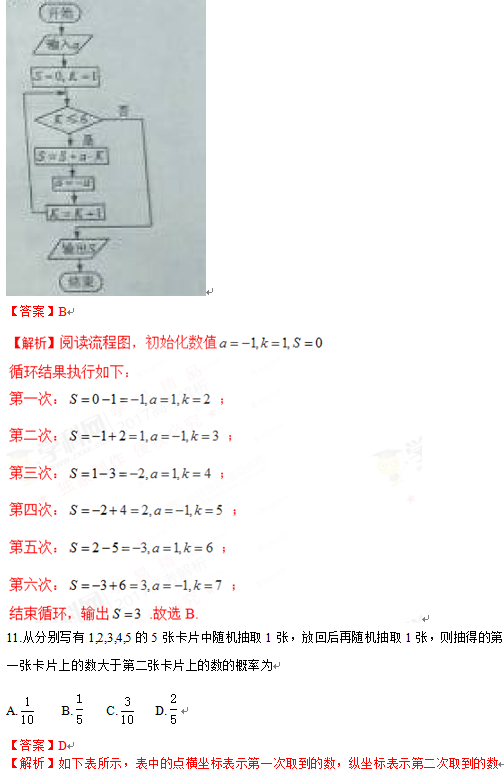 开始
输入a
S=0,K=1
K≤6
否
是
S=S+a·K
a=-a
K=K+1
输出S
结束
【答案】B
【解析】阅读流程图，初始化数值 a=-1,k=1,S=0
循环结果执行如下：
第一次：S=0-1=-1,a=1,k=2 ；
第二次：S=-1+2=1,a=-1,k=3 ；
第三次：S=1-3=-2,a=1,k=4 ；
第四次：S=-2+4=2,a=-1,k=5 ；
第五次：S=2-5=-3,a=1,k=6 ；
第六次：S=-3+6=3,a=-1,k=7 ；
结束循环，输出 S=3 .故选 B.
11.从分别写有 1,2,3,4,5 的 5 张卡片中随机抽取 1 张，放回后再随机抽取 1 张，则抽得的第
一张卡片上的数大于第二张卡片上的数的概率为
A. 1/10 B. 1/5 C. 3/10 D. 2/5
【答案】D
【解析】如下表所示，表中的点横坐标表示第一次取到的数，纵坐标表示第二次取到的数